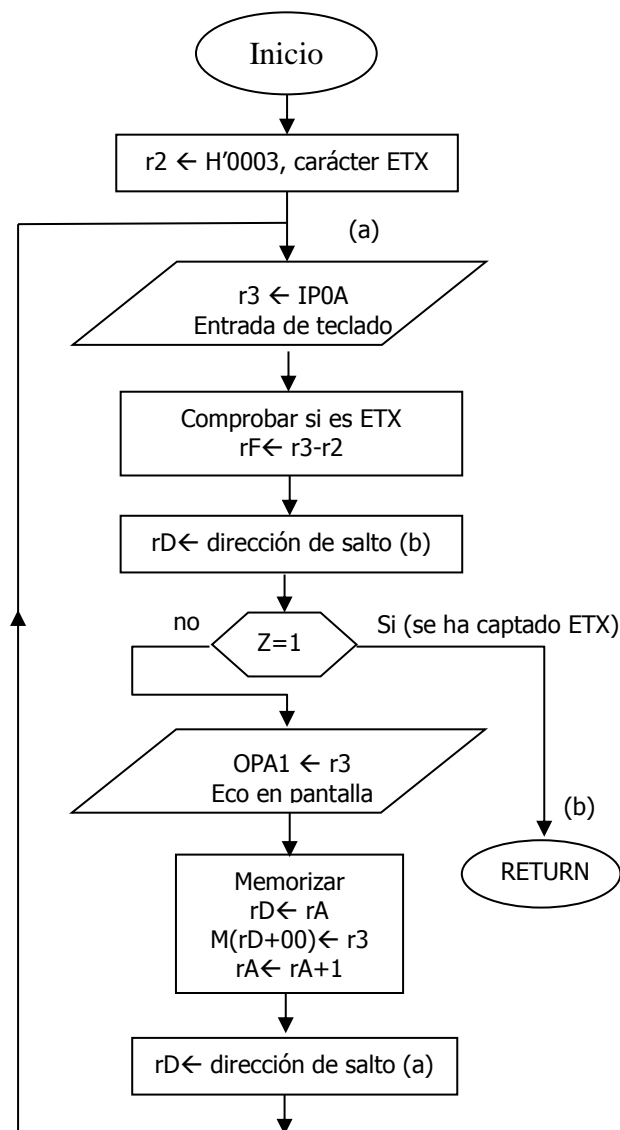 Inicio
r2 ← H'0003, carácter ETX
(a)
r3 ← IP0A
Entrada de teclado
Comprobar si es ETX
rF← r3-r2
rD← dirección de salto (b)
no
Z=1
Si (se ha captado ETX)
OPA1 ← r3
Eco en pantalla
(b)
RETURN
Memorizar
rD← rA
M(rD+00)← r3
rA← rA+1
rD← dirección de salto (a)